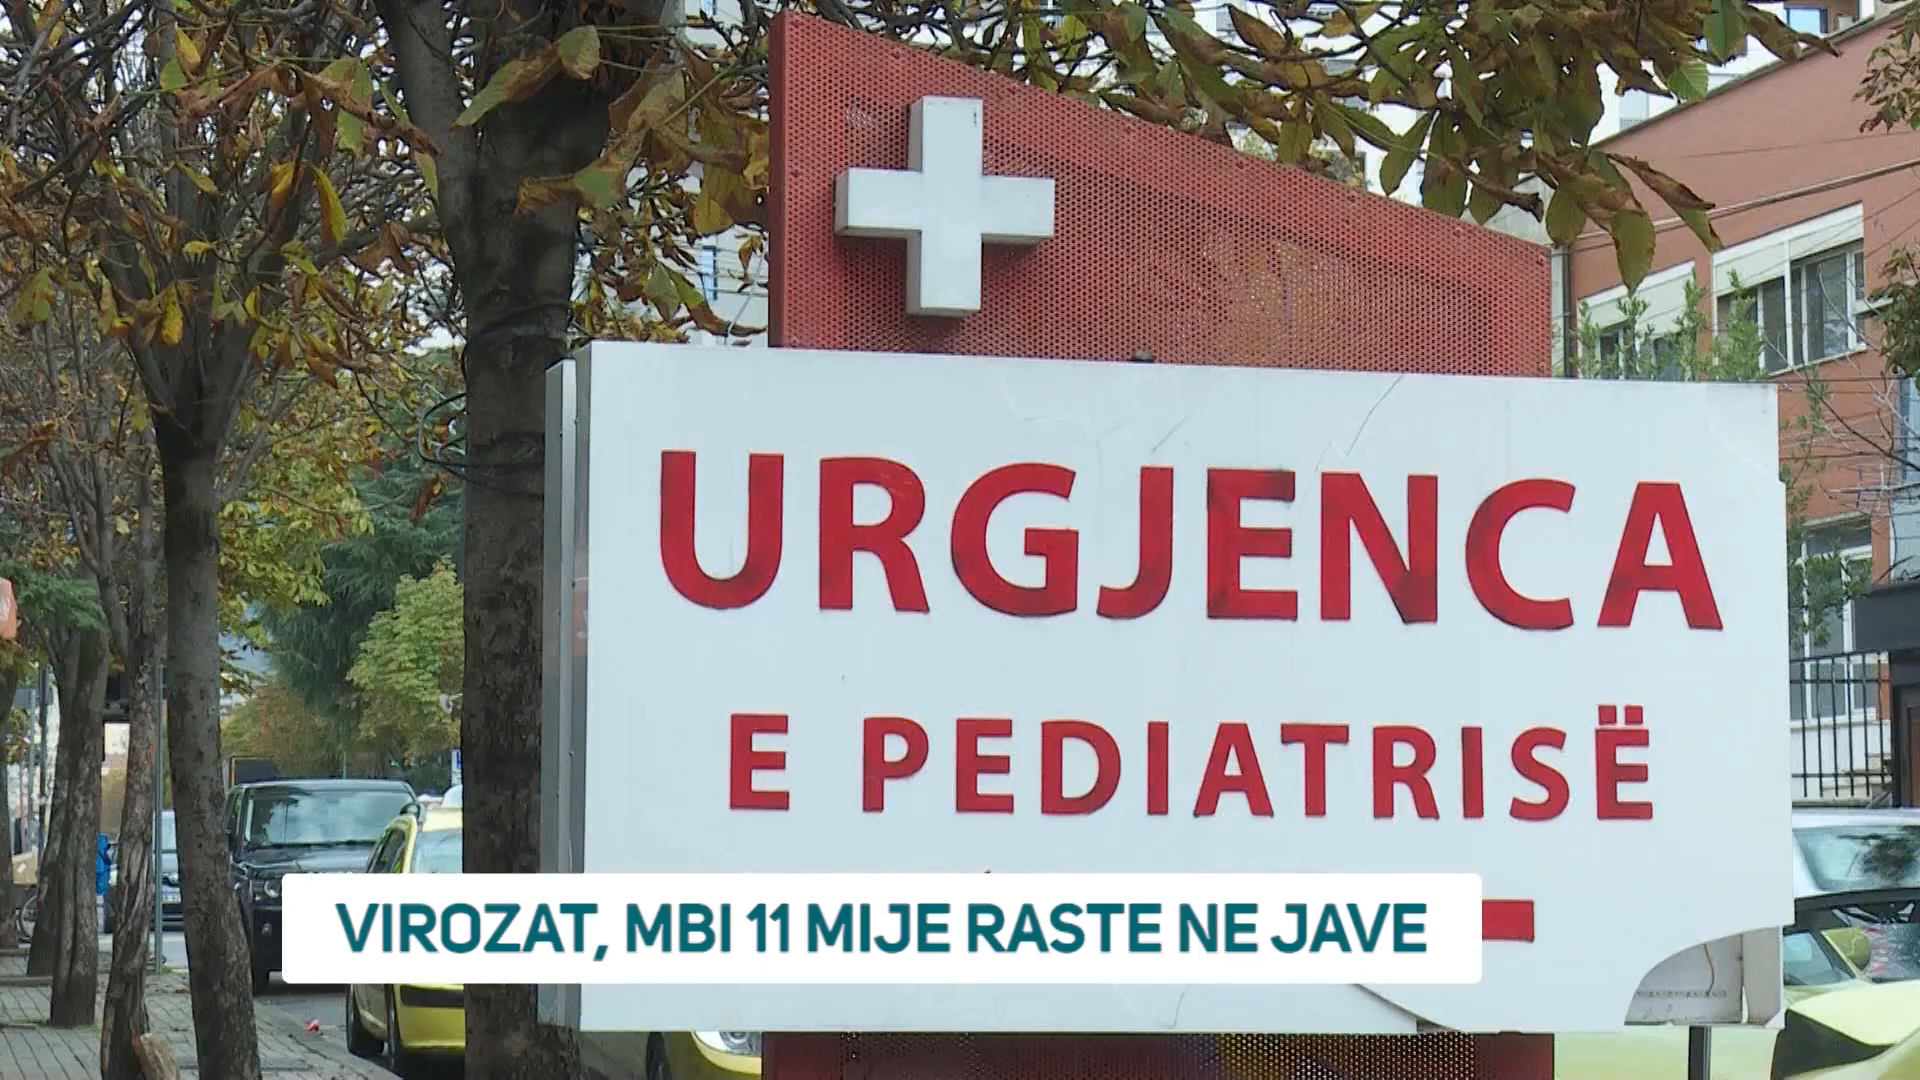 URGJENCA
E PEDIATRISË
VIROZAT, MBI 11 MIJE RASTE NE JAVE